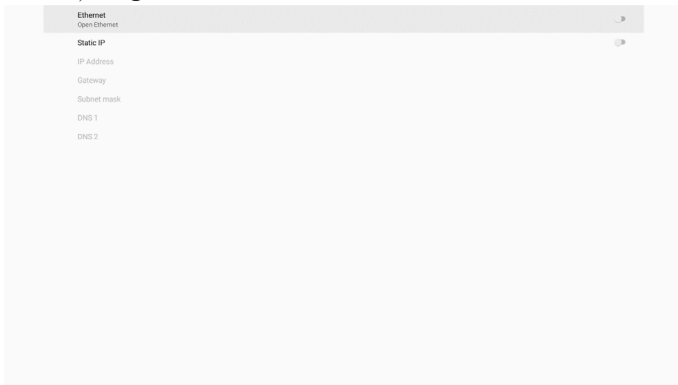 Ethernet
Open Ethernet
Static IP
IP Address
Gateway
Subnet mask
DNS 1
DNS 2